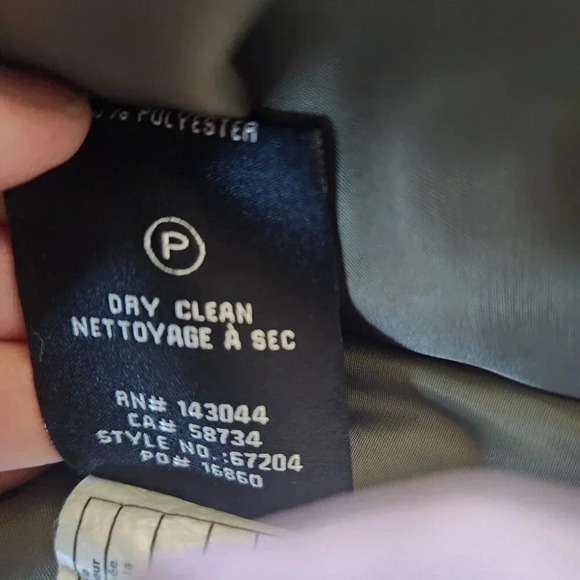 % POLYESTER
P
DRY CLEAN
NETTOYAGE À SEC
RN# 143044
CA# 58734
STYLE NO.:67204
PO# 16860